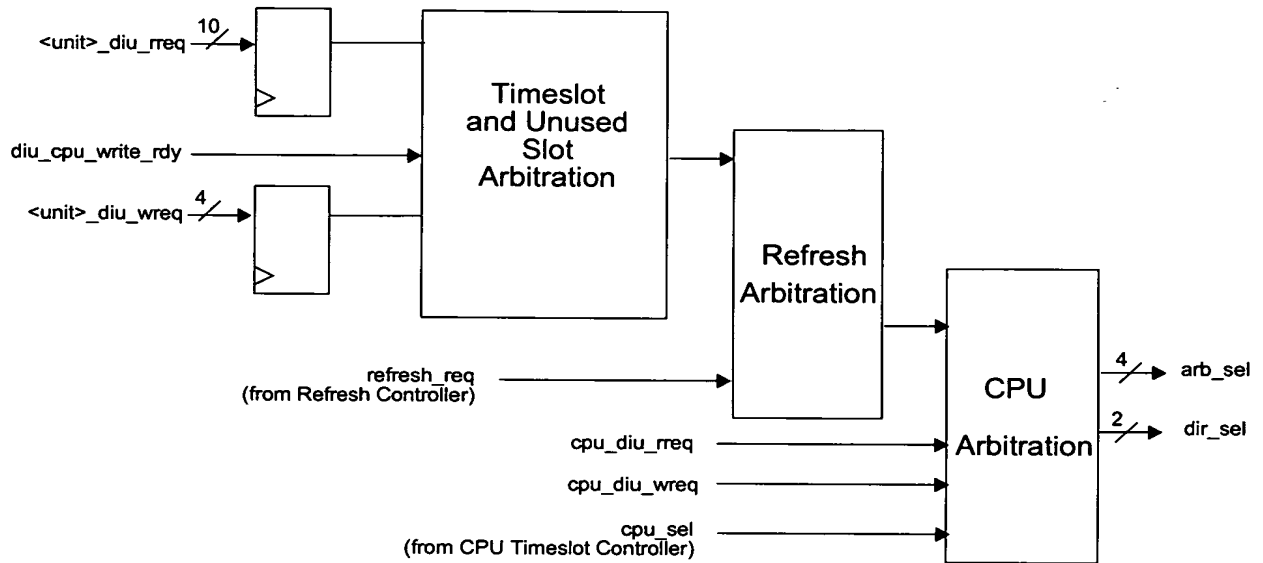 10
<unit>_diu_rreq
Timeslot
and Unused
Slot
Arbitration
diu_cpu_write_rdy
4
<unit>_diu_wreq
Refresh
Arbitration
refresh_req
(from Refresh Controller)
CPU
Arbitration
4
arb_sel
2
dir_sel
cpu_diu_rreq
cpu_diu_wreq
cpu_sel
(from CPU Timeslot Controller)